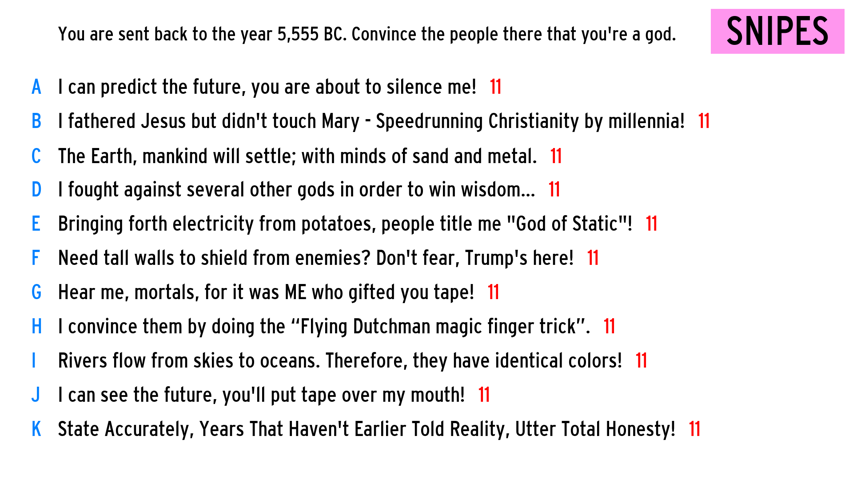 You are sent back to the year 5,555 BC. Convince the people there that you're a god.
SNIPES
A I can predict the future, you are about to silence me! 11
B I fathered Jesus but didn't touch Mary - Speedrunning Christianity by millennia! 11
C The Earth, mankind will settle; with minds of sand and metal. 11
D I fought against several other gods in order to win wisdom... 11
E Bringing forth electricity from potatoes, people title me "God of Static"! 11
F Need tall walls to shield from enemies? Don't fear, Trump's here! 11
G Hear me, mortals, for it was ME who gifted you tape! 11
H I convince them by doing the “Flying Dutchman magic finger trick”. 11
I Rivers flow from skies to oceans. Therefore, they have identical colors! 11
J I can see the future, you'll put tape over my mouth! 11
K State Accurately, Years That Haven't Earlier Told Reality, Utter Total Honesty! 11